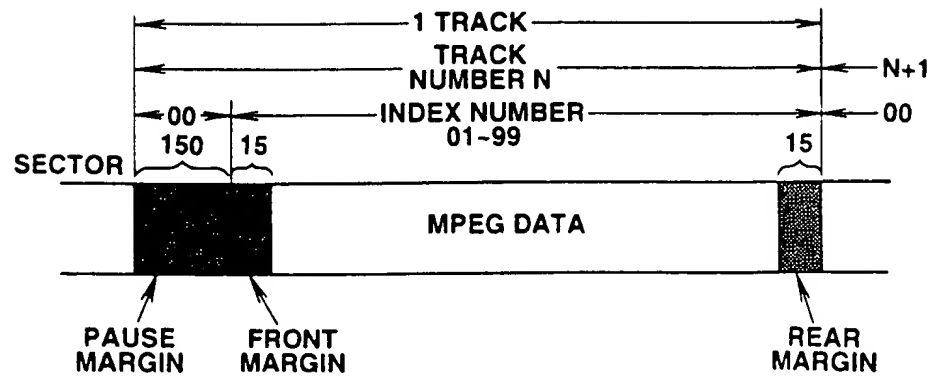 1 TRACK
TRACK
NUMBER N
N+1
00
INDEX NUMBER
01~99
00
SECTOR
150
15
15
MPEG DATA
PAUSE
MARGIN
FRONT
MARGIN
REAR
MARGIN